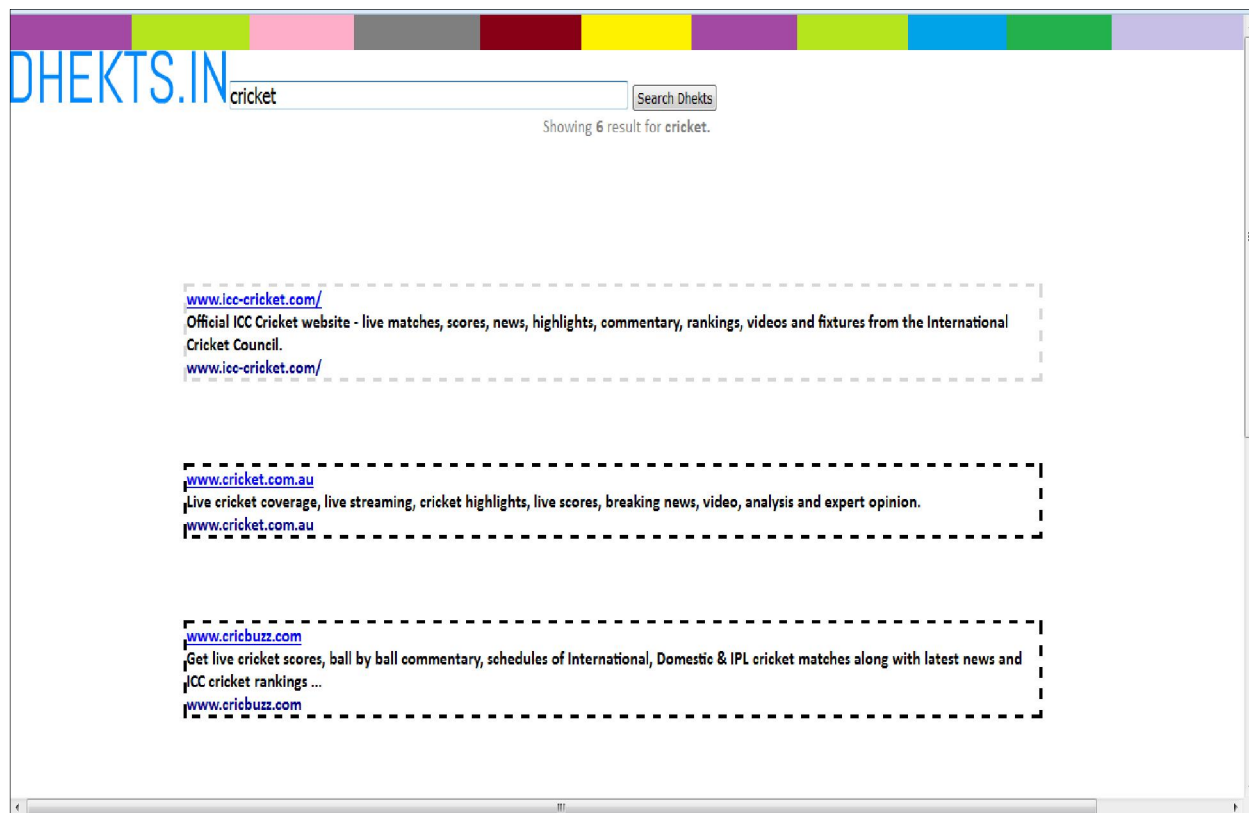 DHEKTS.IN
cricket
Search Dhekts
Showing 6 result for cricket.
www.icc-cricket.com/
Official ICC Cricket website - live matches, scores, news, highlights, commentary, rankings, videos and fixtures from the International
Cricket Council.
www.icc-cricket.com/
www.cricket.com.au
Live cricket coverage, live streaming, cricket highlights, live scores, breaking news, video, analysis and expert opinion.
www.cricket.com.au
www.cricbuzz.com
Get live cricket scores, ball by ball commentary, schedules of International, Domestic & IPL cricket matches along with latest news and
ICC cricket rankings ...
www.cricbuzz.com